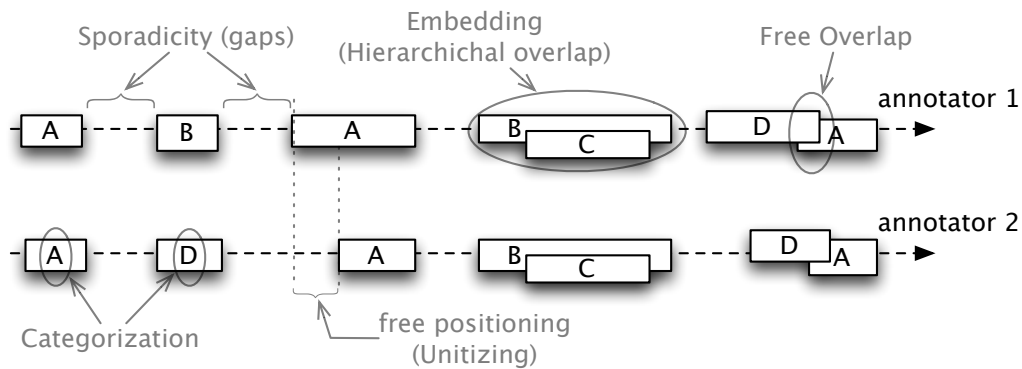 Sporadicity (gaps)
Embedding
(Hierarchichal overlap)
Free Overlap
annotator 1
A
B
A
B
C
D
A
annotator 2
A
D
A
B
C
D
A
Categorization
free positioning
(Unitizing)